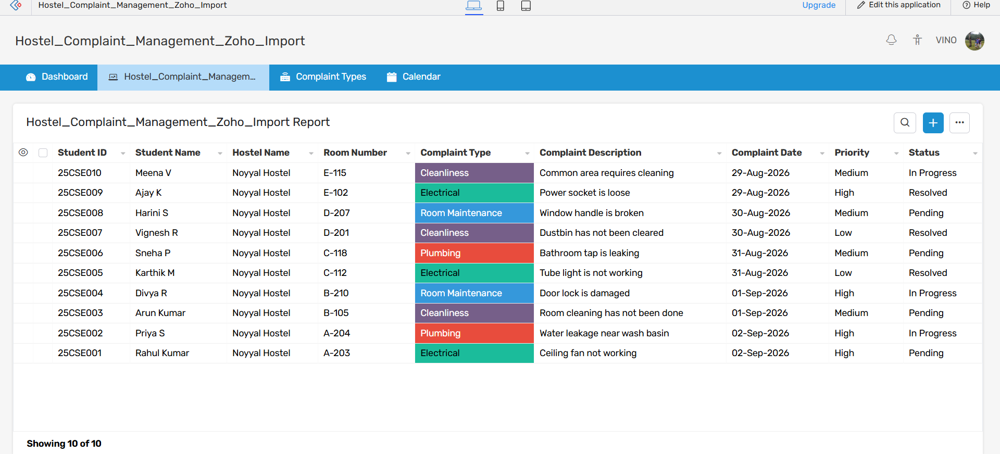 Hostel_Complaint_Management_Zoho_Import Upgrade Edit this application Help
Hostel_Complaint_Management_Zoho_Import VINO
Dashboard Hostel_Complaint_Managem... Complaint Types Calendar
Hostel_Complaint_Management_Zoho_Import Report
Student ID Student Name Hostel Name Room Number Complaint Type Complaint Description Complaint Date Priority Status
25CSE010 Meena V Noyyal Hostel E-115 Cleanliness Common area requires cleaning 29-Aug-2026 Medium In Progress
25CSE009 Ajay K Noyyal Hostel E-102 Electrical Power socket is loose 29-Aug-2026 High Resolved
25CSE008 Harini S Noyyal Hostel D-207 Room Maintenance Window handle is broken 30-Aug-2026 Medium Pending
25CSE007 Vignesh R Noyyal Hostel D-201 Cleanliness Dustbin has not been cleared 30-Aug-2026 Low Resolved
25CSE006 Sneha P Noyyal Hostel C-118 Plumbing Bathroom tap is leaking 31-Aug-2026 Medium Pending
25CSE005 Karthik M Noyyal Hostel C-112 Electrical Tube light is not working 31-Aug-2026 Low Resolved
25CSE004 Divya R Noyyal Hostel B-210 Room Maintenance Door lock is damaged 01-Sep-2026 High In Progress
25CSE003 Arun Kumar Noyyal Hostel B-105 Cleanliness Room cleaning has not been done 01-Sep-2026 Medium Pending
25CSE002 Priya S Noyyal Hostel A-204 Plumbing Water leakage near wash basin 02-Sep-2026 High In Progress
25CSE001 Rahul Kumar Noyyal Hostel A-203 Electrical Ceiling fan not working 02-Sep-2026 High Pending
Showing 10 of 10